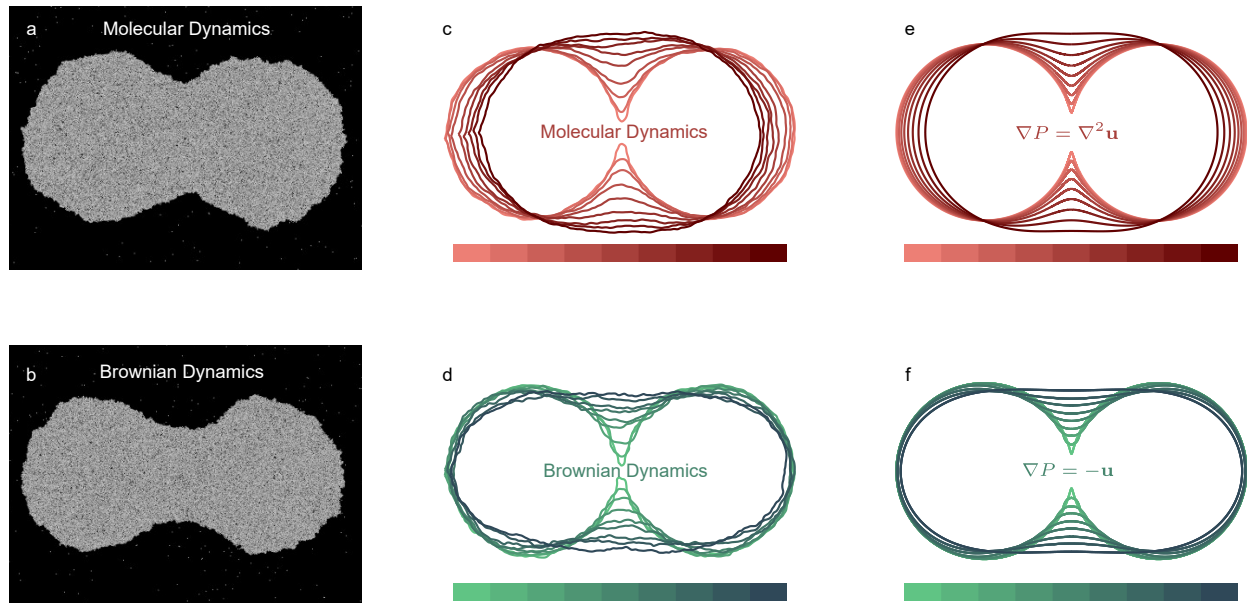 a
Molecular Dynamics
c
Molecular Dynamics
e
∇P = ∇²u
b
Brownian Dynamics
d
Brownian Dynamics
f
∇P = −u